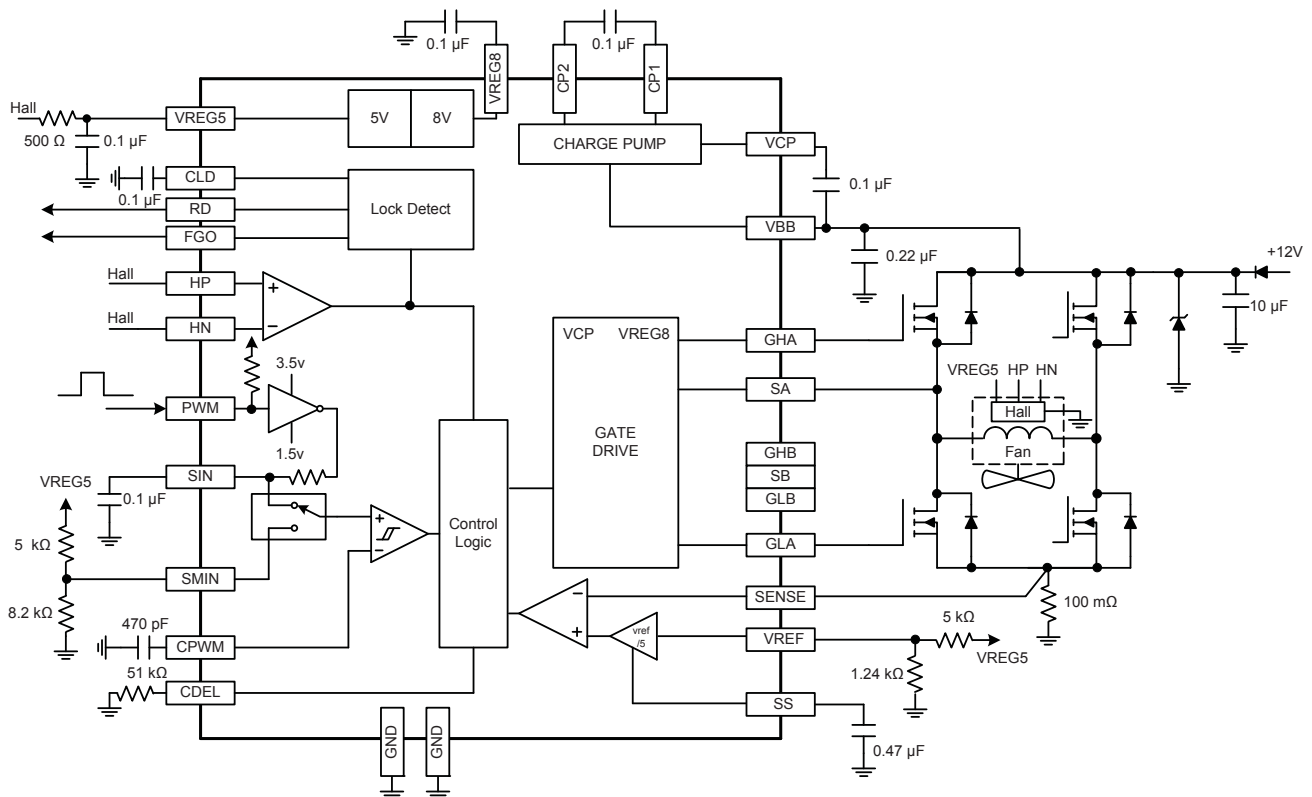 0.1 µF
0.1 µF
VREG8
CP2
CP1
Hall
VREG5
5V
8V
500 Ω
0.1 µF
CHARGE PUMP
VCP
CLD
0.1 µF
0.1 µF
RD
Lock Detect
FGO
VBB
+12V
0.22 µF
Hall
HP
+
10 µF
Hall
HN
−
VCP
VREG8
GHA
3.5v
VREG5
HP
HN
SA
PWM
Hall
1.5v
GATE
DRIVE
GHB
Fan
SIN
SB
VREG5
0.1 µF
GLB
+
Control
Logic
5 kΩ
−
GLA
SMIN
SENSE
−
100 mΩ
8.2 kΩ
5 kΩ
470 pF
+
vref
/5
VREF
CPWM
VREG5
51 kΩ
1.24 kΩ
CDEL
SS
GND
GND
0.47 µF